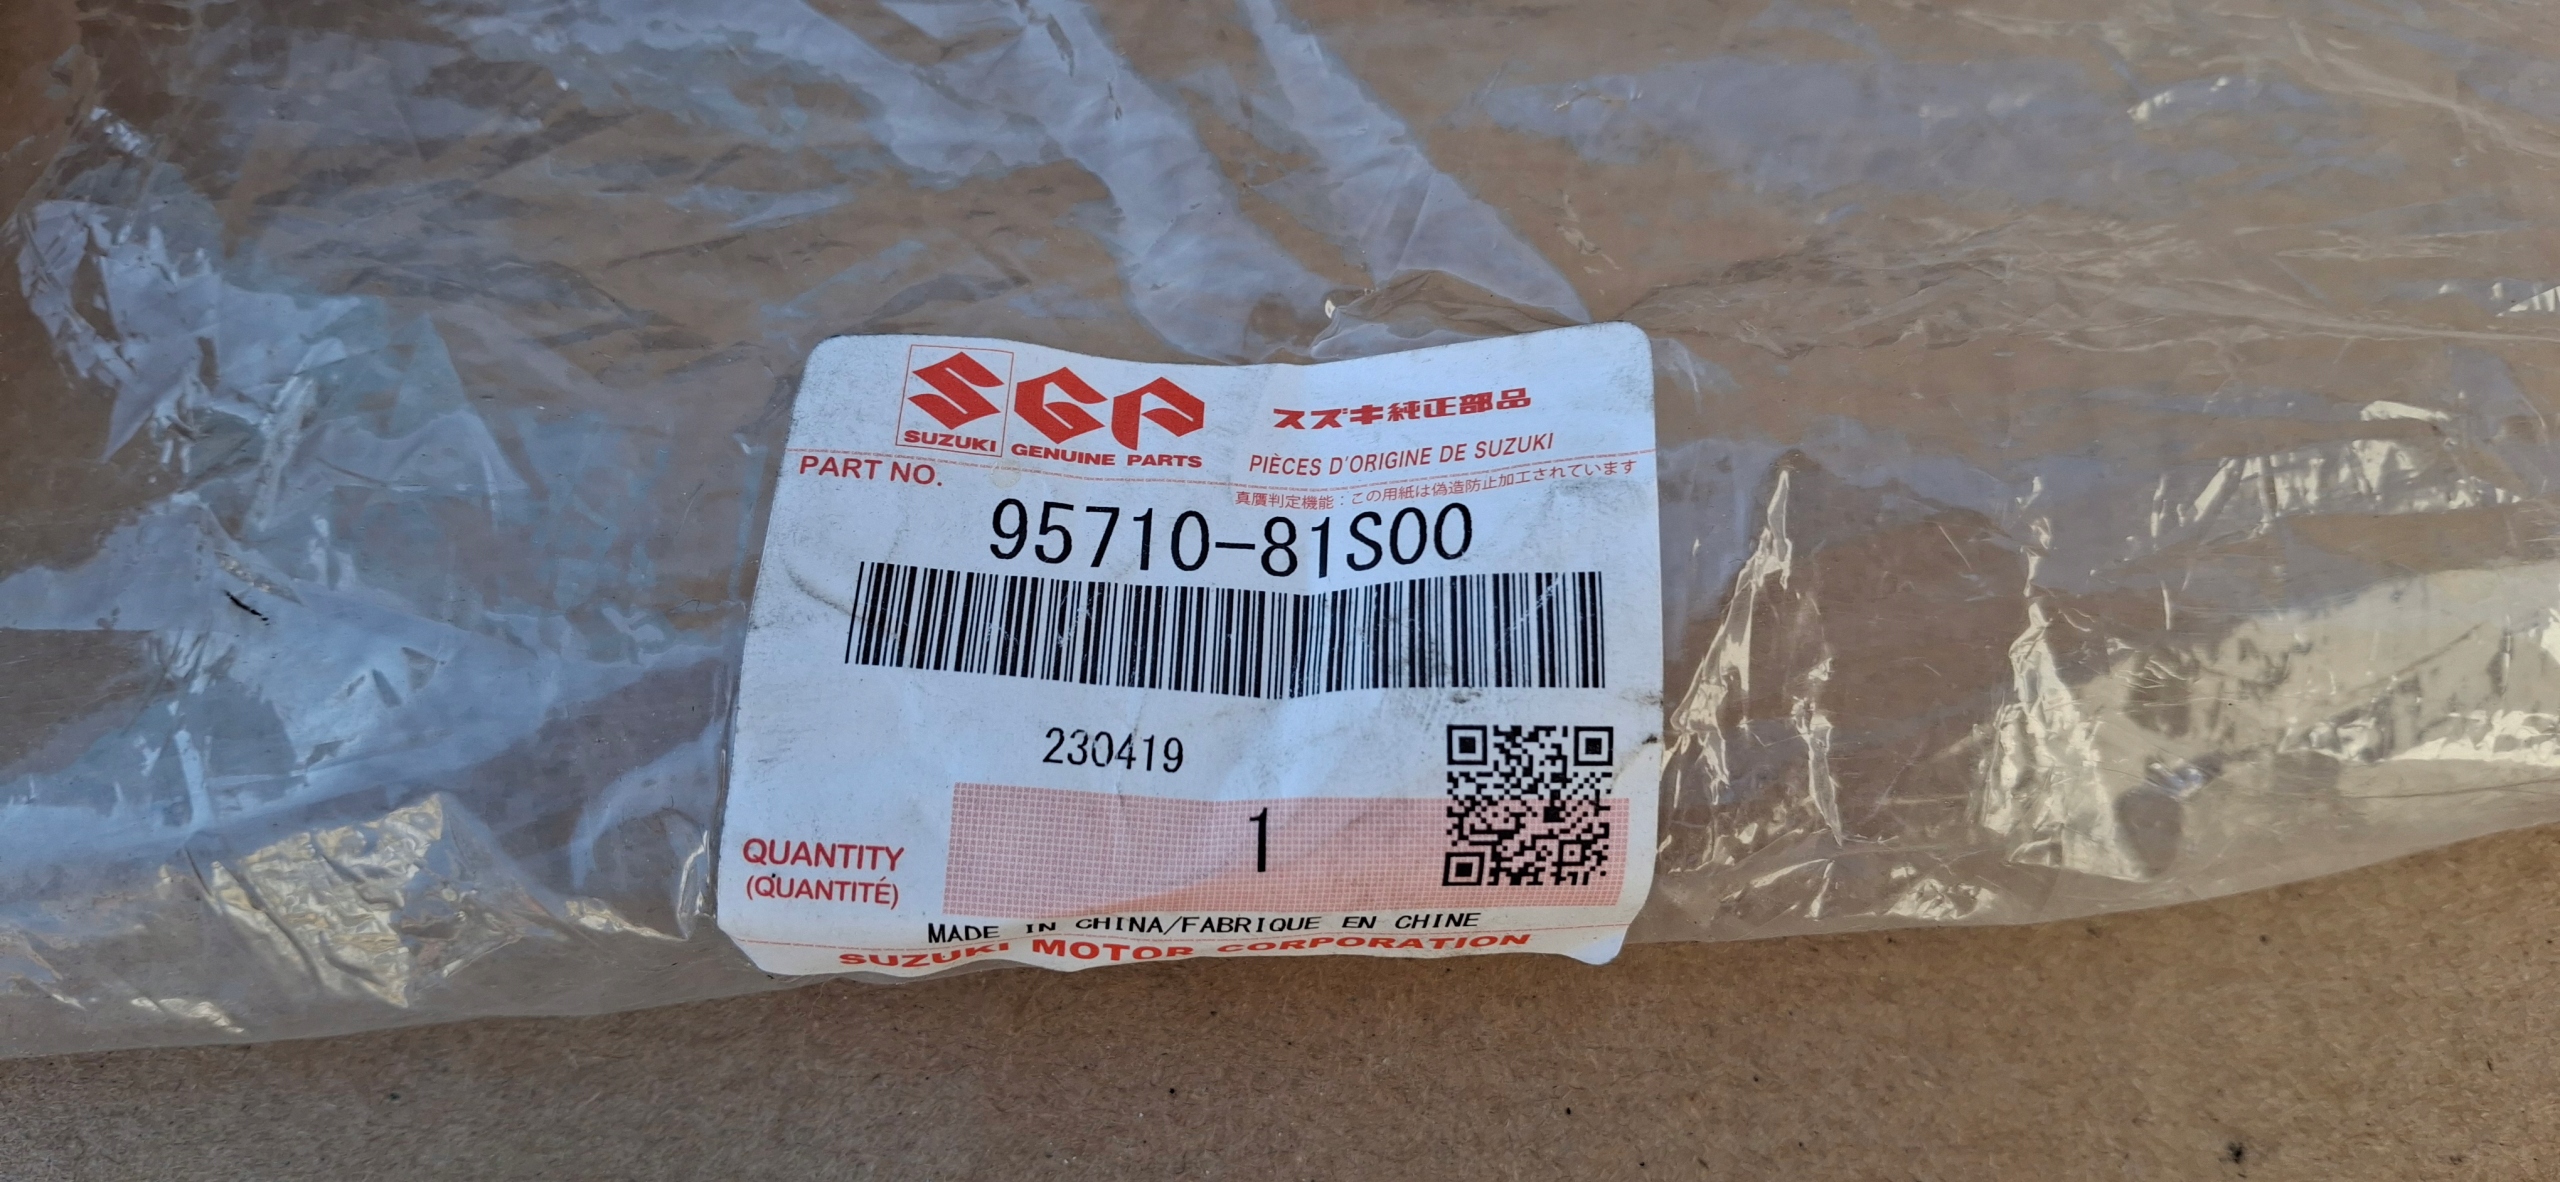 SGP
SUZUKI GENUINE PARTS
スズキ純正部品
PIÈCES D'ORIGINE DE SUZUKI
PART NO.
真贋判定機能：この用紙は偽造防止加工されています
95710-81S00
230419
QUANTITY
(QUANTITÉ)
1
MADE IN CHINA/FABRIQUE EN CHINE
SUZUKI MOTOR CORPORATION